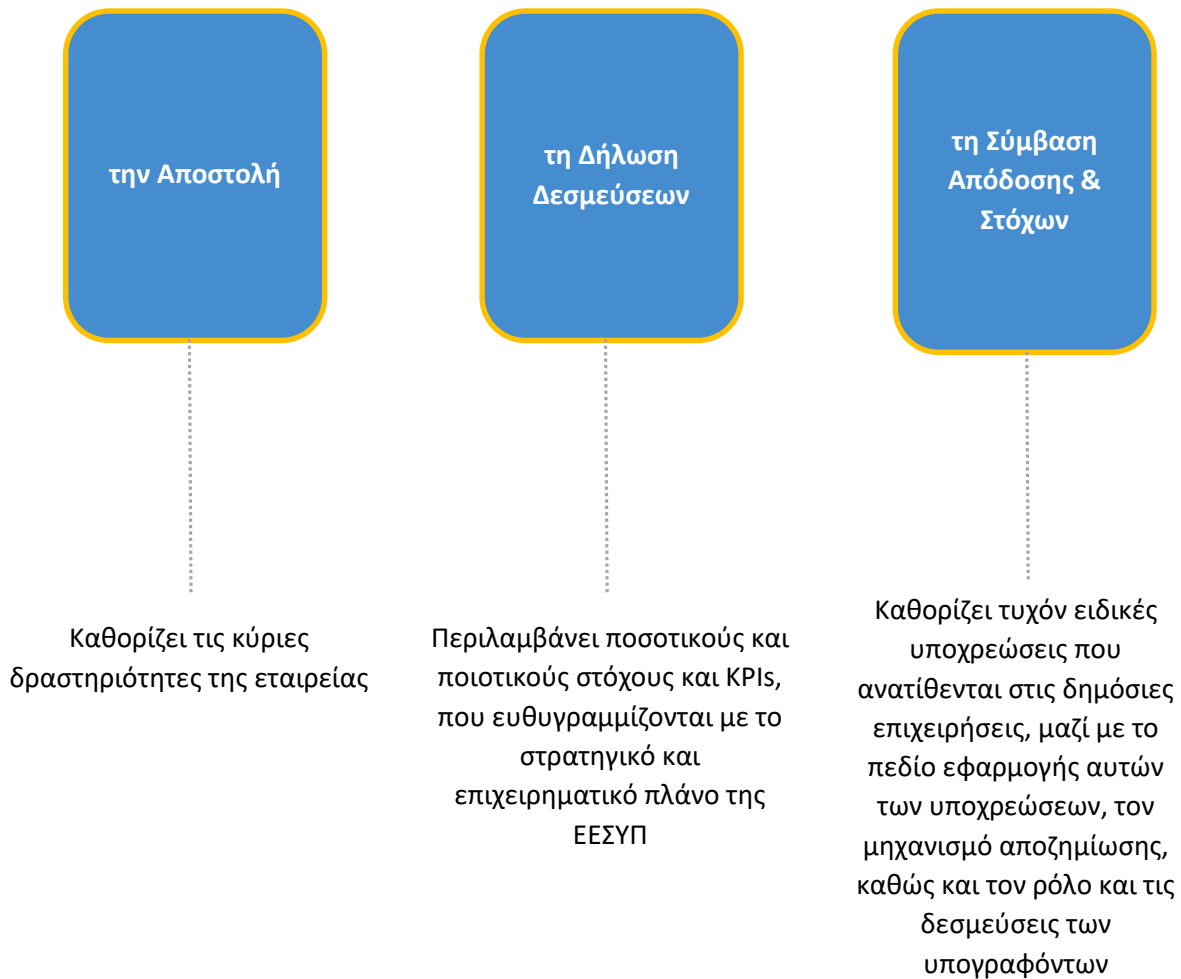 την Αποστολή
τη Δήλωση
Δεσμεύσεων
τη Σύμβαση
Απόδοσης &
Στόχων
Καθορίζει τις κύριες
δραστηριότητες της εταιρείας
Περιλαμβάνει ποσοτικούς και
ποιοτικούς στόχους και KPIs,
που ευθυγραμμίζονται με το
στρατηγικό και
επιχειρηματικό πλάνο της
ΕΕΣΥΠ
Καθορίζει τυχόν ειδικές
υποχρεώσεις που
ανατίθενται στις δημόσιες
επιχειρήσεις, μαζί με το
πεδίο εφαρμογής αυτών
των υποχρεώσεων, τον
μηχανισμό αποζημίωσης,
καθώς και τον ρόλο και τις
δεσμεύσεις των
υπογραφόντων